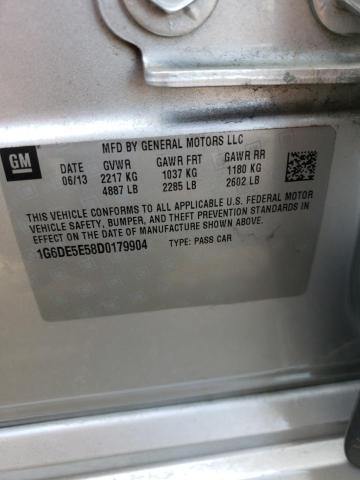 MFD BY GENERAL MOTORS LLC
GM
DATE GVWR GAWR FRT GAWR RR
06/13 2217 KG 1037 KG 1180 KG
4887 LB 2285 LB 2602 LB
THIS VEHICLE CONFORMS TO ALL APPLICABLE U.S. FEDERAL MOTOR
VEHICLE SAFETY, BUMPER, AND THEFT PREVENTION STANDARDS IN
EFFECT ON THE DATE OF MANUFACTURE SHOWN ABOVE.
1G6DE5E58D0179904 TYPE: PASS CAR